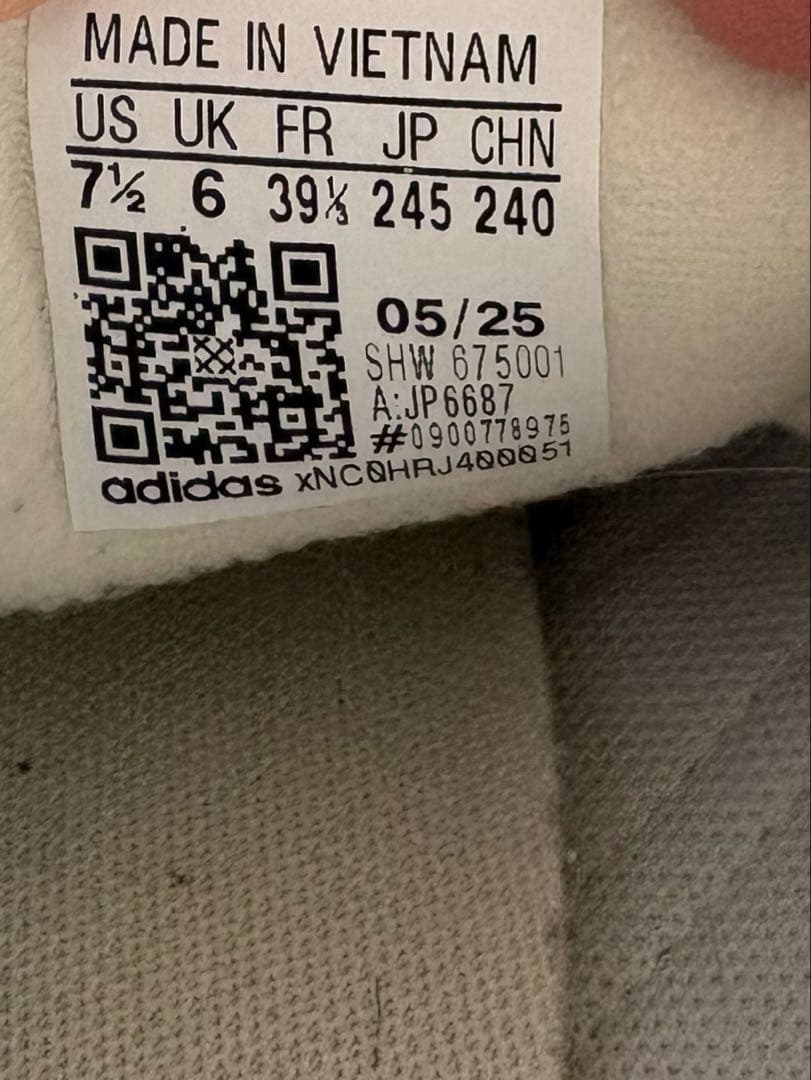 MADE IN VIETNAM
US UK FR JP CHN
7½ 6 39⅓ 245 240
05/25
SHW 675001
A:JP6687
#0900778975
adidas xNC0HRJ400051